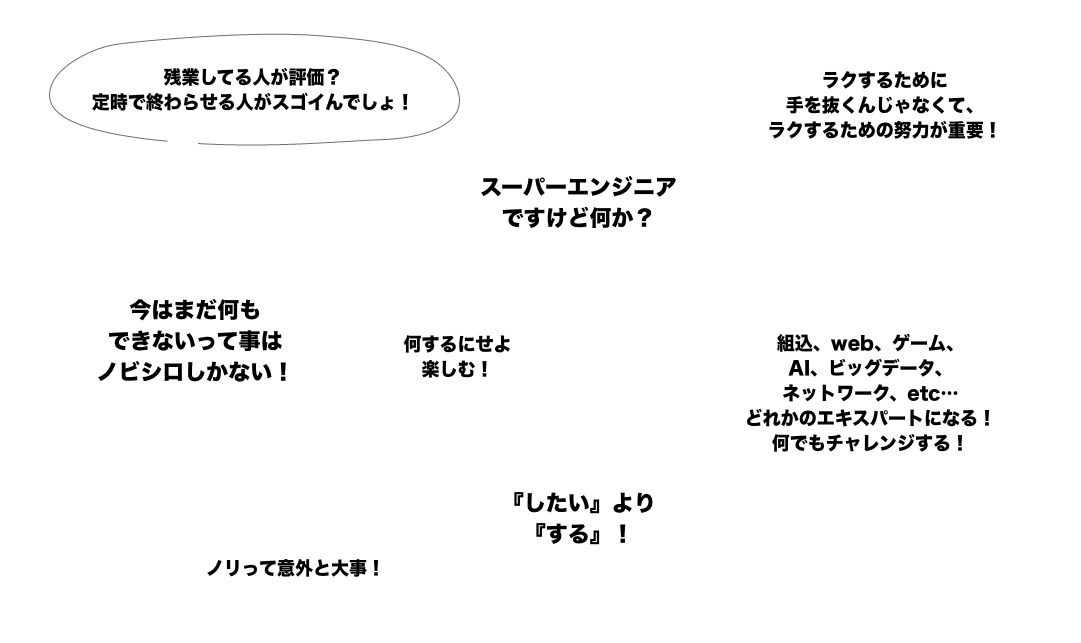 残業してる人が評価？
定時で終わらせる人がスゴイんでしょ！
ラクするために
手を抜くんじゃなくて、
ラクするための努力が重要！
スーパーエンジニア
ですけど何か？
今はまだ何も
できないって事は
ノビシロしかない！
何するにせよ
楽しむ！
組込、web、ゲーム、
AI、ビッグデータ、
ネットワーク、etc…
どれかのエキスパートになる！
何でもチャレンジする！
『したい』より
『する』！
ノリって意外と大事！